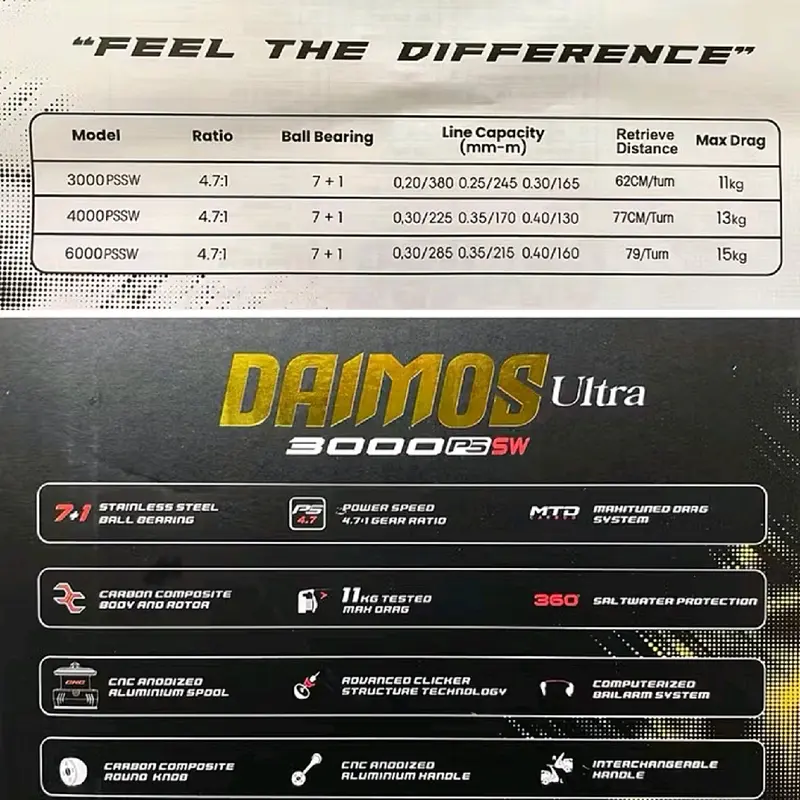 “FEEL THE DIFFERENCE”
Model Ratio Ball Bearing Line Capacity (mm-m) Retrieve Distance Max Drag
3000PSSW 4.7:1 7 + 1 0,20/380 0.25/245 0.30/165 62CM/turn 11kg
4000PSSW 4.7:1 7 + 1 0,30/225 0.35/170 0.40/130 77CM/Turn 13kg
6000PSSW 4.7:1 7 + 1 0,30/285 0.35/215 0.40/160 79/Turn 15kg
DAIMOS Ultra
3000 PS SW
7+1 STAINLESS STEEL
BALL BEARING
PS
4.7
POWER SPEED
4.7:1 GEAR RATIO
MTD
CARBON
MAXITUNED DRAG
SYSTEM
CARBON COMPOSITE
BODY AND ROTOR
11KG TESTED
MAX DRAG
360° SALTWATER PROTECTION
CNC
CNC ANODIZED
ALUMINIUM SPOOL
ADVANCED CLICKER
STRUCTURE TECHNOLOGY
COMPUTERIZED
BAILARM SYSTEM
CARBON COMPOSITE
ROUND KNOB
CNC ANODIZED
ALUMINIUM HANDLE
INTERCHANGEABLE
HANDLE